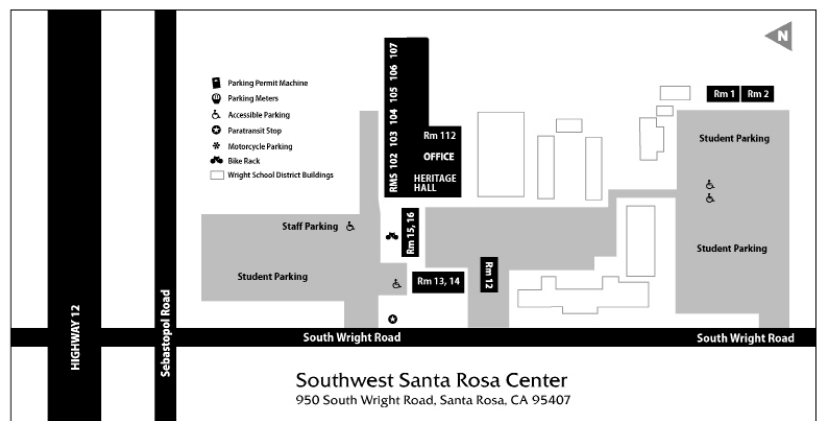 N
Parking Permit Machine
Parking Meters
Accessible Parking
Paratransit Stop
Motorcycle Parking
Bike Rack
Wright School District Buildings
RMS 102 103 104 105 106 107
Rm 112
OFFICE
HERITAGE
HALL
Rm 1
Rm 2
Student Parking
Staff Parking
Rm 15, 16
Student Parking
Student Parking
Rm 13, 14
Rm 12
HIGHWAY 12
Sebastopol Road
South Wright Road
South Wright Road
Southwest Santa Rosa Center
950 South Wright Road, Santa Rosa, CA 95407